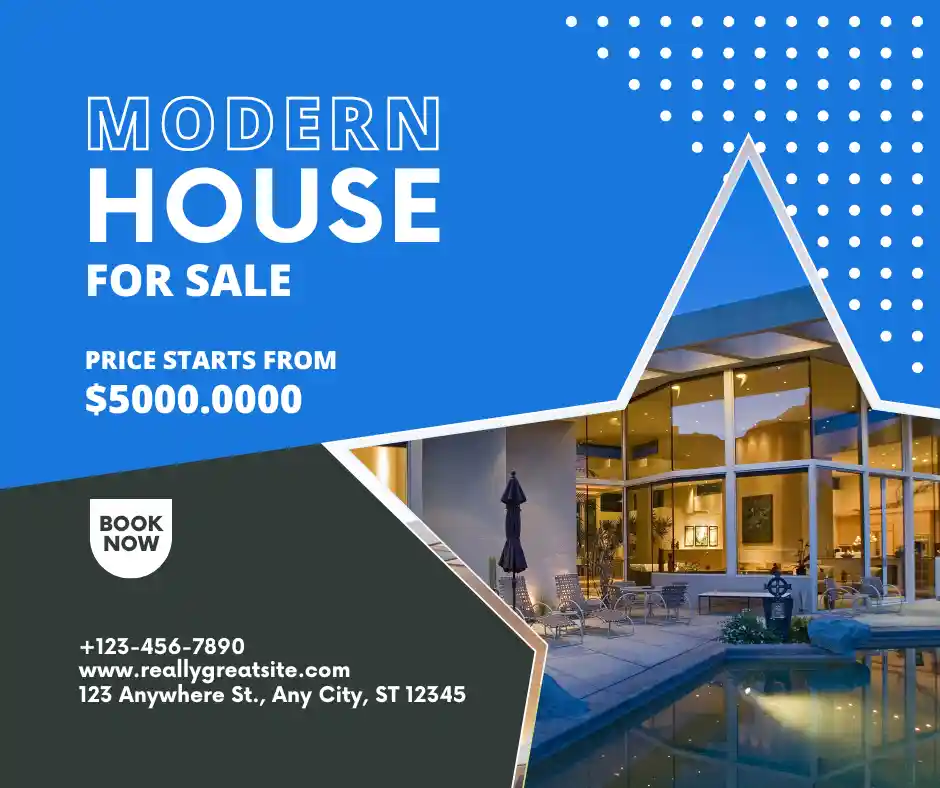 MODERN
HOUSE
FOR SALE
PRICE STARTS FROM
$5000.0000
BOOK
NOW
+123-456-7890
www.reallygreatsite.com
123 Anywhere St., Any City, ST 12345